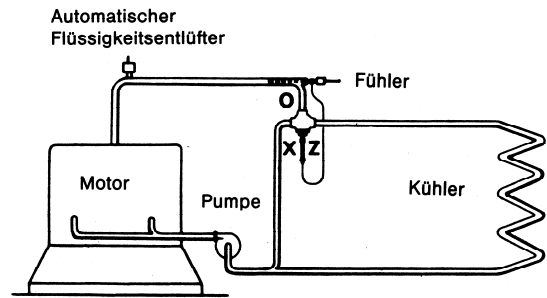 Automatischer
Flüssigkeitsentlüfter
Fühler
O
X Z
Motor
Pumpe
Kühler